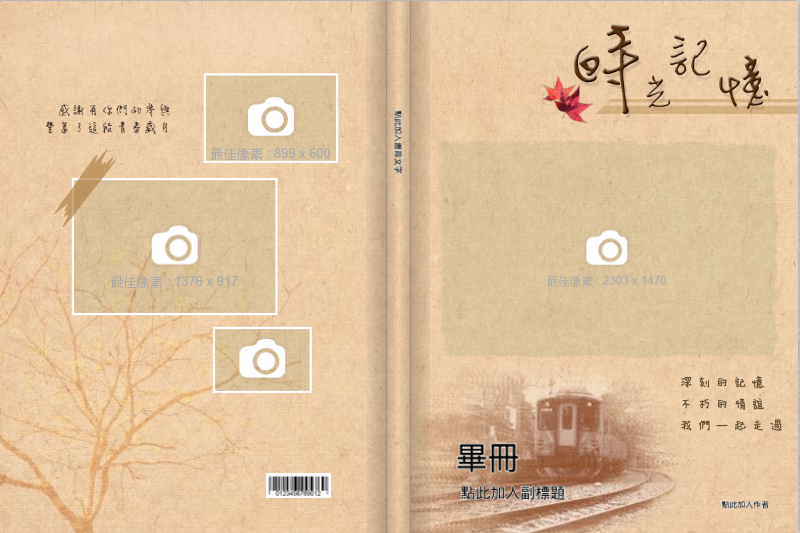 感謝有你們的參與
豐富了這段青春歲月
最佳像素 : 899 x 600
最佳像素 : 1376 x 917
0123456789012
點此加入書背文字
時光記憶
最佳像素 : 2303 x 1470
深刻的記憶
不朽的情誼
我們一起走過
畢冊
點此加入副標題
點此加入作者